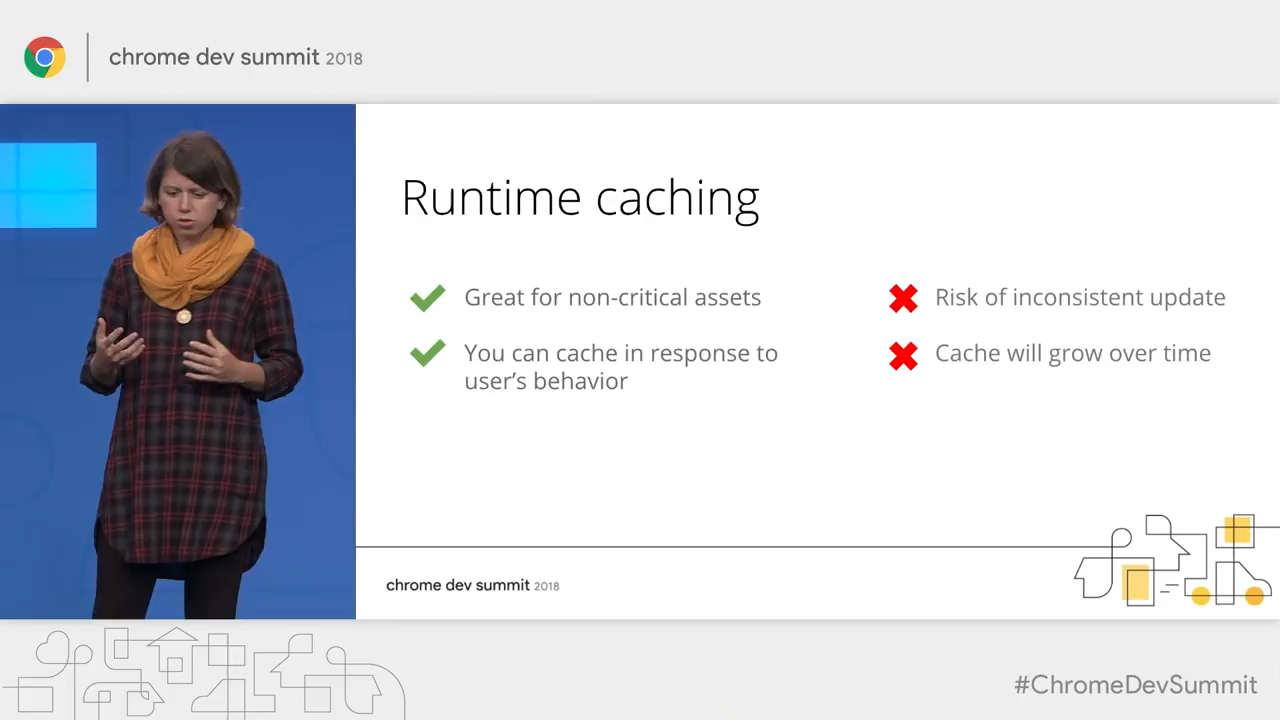 chrome dev summit 2018
Runtime caching
Great for non-critical assets
You can cache in response to
user's behavior
Risk of inconsistent update
Cache will grow over time
chrome dev summit 2018
#ChromeDevSummit